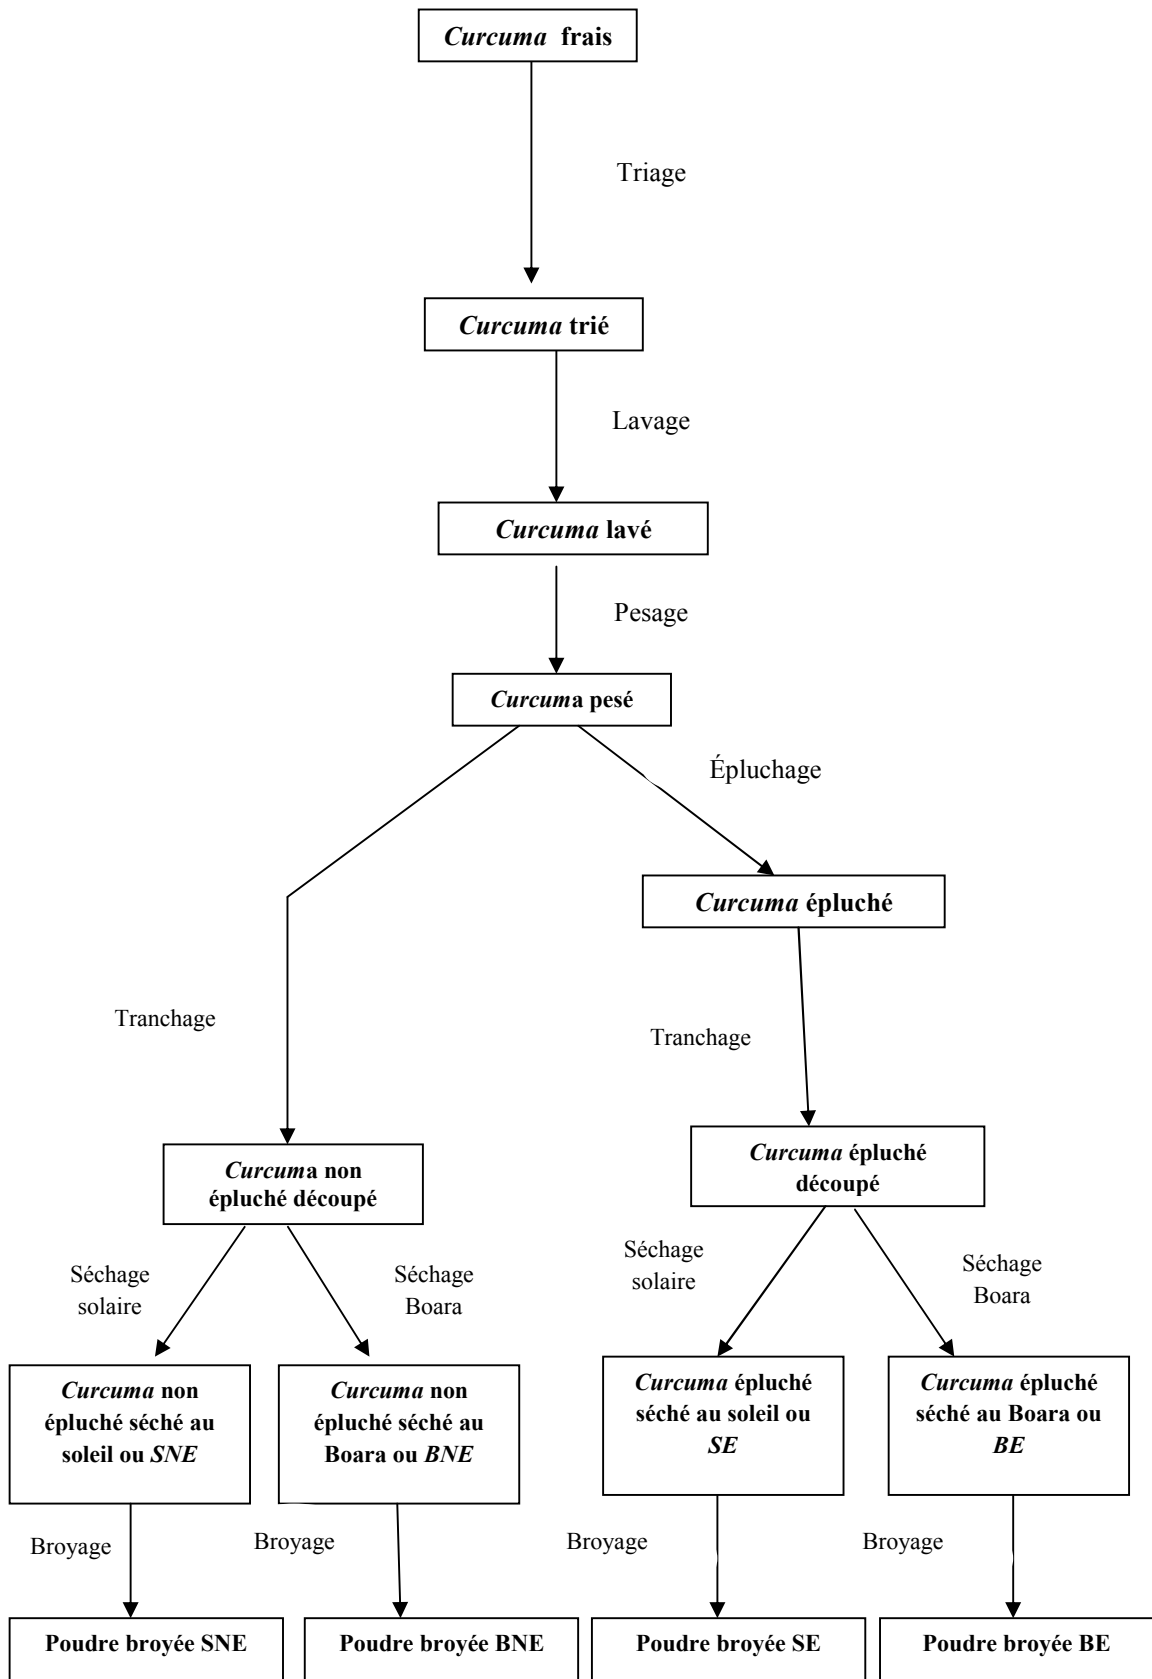 Curcuma frais
Triage
Curcuma trié
Lavage
Curcuma lavé
Pesage
Curcuma pesé
Épluchage
Curcuma épluché
Tranchage
Tranchage
Curcuma non
épluché découpé
Curcuma épluché
découpé
Séchage
solaire
Séchage
Boara
Séchage
solaire
Séchage
Boara
Curcuma non
épluché séché au
soleil ou SNE
Curcuma non
épluché séché au
Boara ou BNE
Curcuma épluché
séché au soleil ou
SE
Curcuma épluché
séché au Boara ou
BE
Broyage
Broyage
Broyage
Broyage
Poudre broyée SNE
Poudre broyée BNE
Poudre broyée SE
Poudre broyée BE